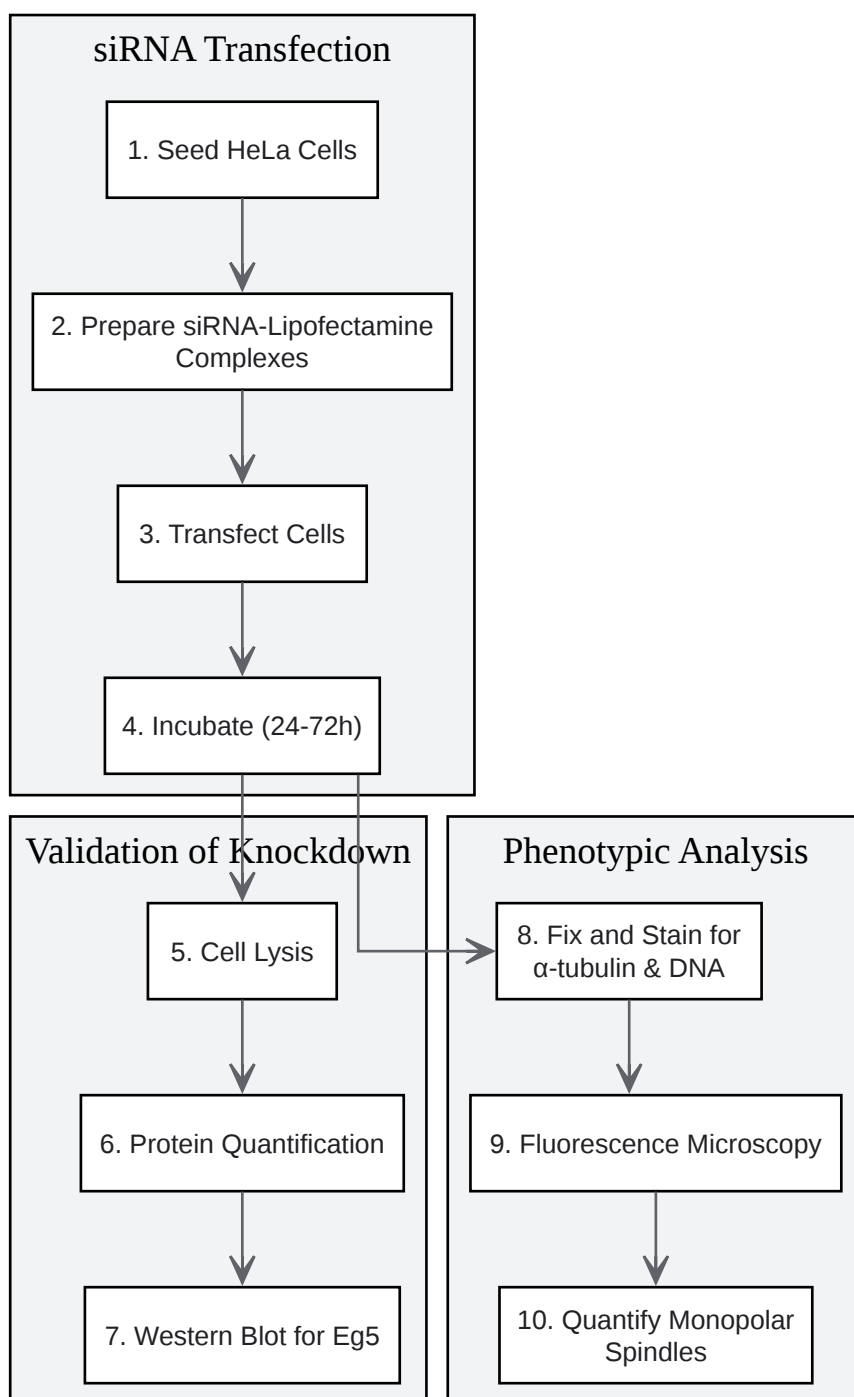 siRNA Transfection
1. Seed HeLa Cells
2. Prepare siRNA-Lipofectamine
Complexes
3. Transfect Cells
4. Incubate (24-72h)
Validation of Knockdown
5. Cell Lysis
6. Protein Quantification
7. Western Blot for Eg5
Phenotypic Analysis
8. Fix and Stain for
α-tubulin & DNA
9. Fluorescence Microscopy
10. Quantify Monopolar
Spindles